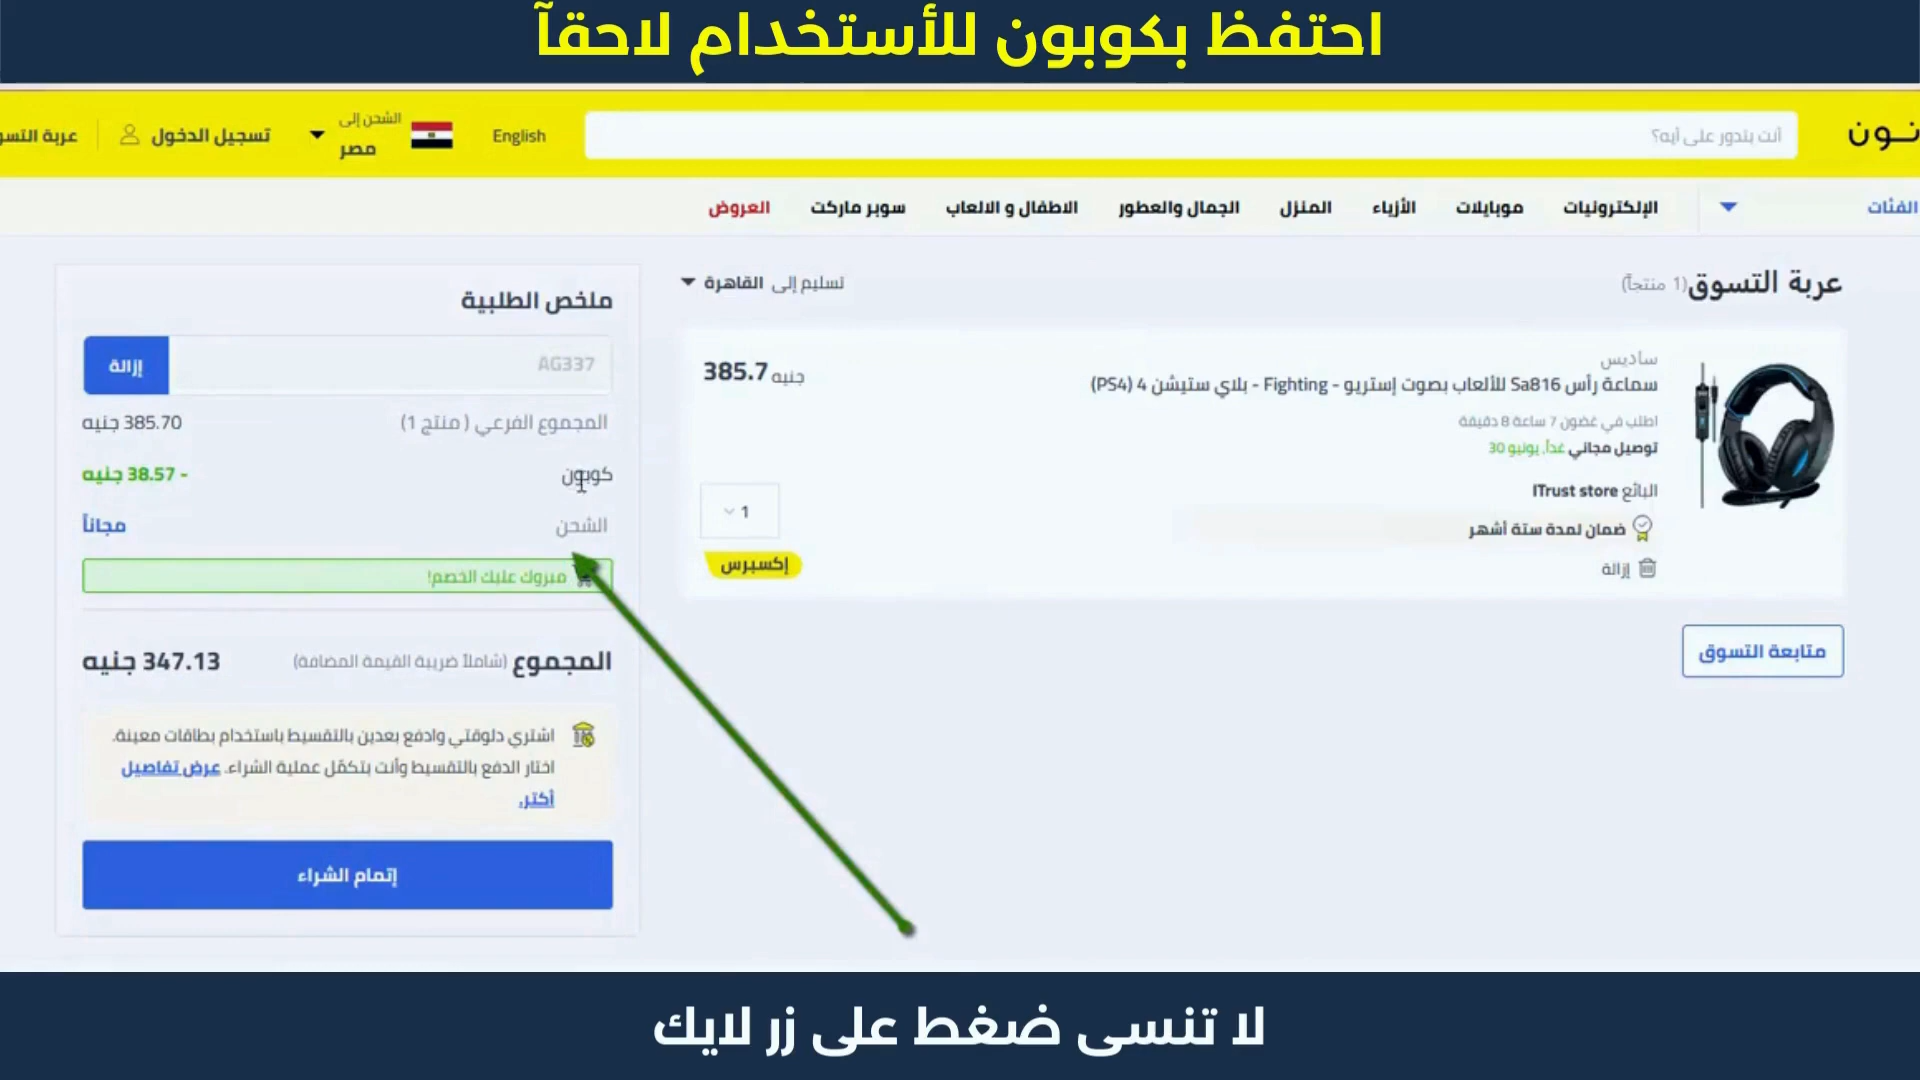 احتفظ بكوبون للأستخدام لاحقآ
نـون
أنت بتدور على أيه؟
English
الشحن إلى
مصر
تسجيل الدخول
عربة التسو
الفئات
الإلكترونيات
موبايلات
الأزياء
المنزل
الجمال والعطور
الاطفال و الالعاب
سوبر ماركت
العروض
عربة التسوق (1 منتجاً)
تسليم إلى القاهرة
ساديس
سماعة رأس Sa816 للألعاب بصوت إستريو - Fighting - بلاي ستيشن 4 (PS4)
جنيه 385.7
اطلب في غضون 7 ساعة 8 دقيقة
توصيل مجاني غداً, يونيو 30
البائع ITrust store
ضمان لمدة ستة أشهر
إزالة
1
إكسبرس
متابعة التسوق
ملخص الطلبية
AG337
إزالة
المجموع الفرعي ( منتج 1)
385.70 جنيه
كوبون
- 38.57 جنيه
الشحن
مجاناً
مبروك عليك الخصم!
المجموع (شاملاً ضريبة القيمة المضافة)
347.13 جنيه
اشتري دلوقتي وادفع بعدين بالتقسيط باستخدام بطاقات معينة.
اختار الدفع بالتقسيط وأنت بتكمّل عملية الشراء. عرض تفاصيل
أكتر.
إتمام الشراء
لا تنسى ضغط على زر لايك